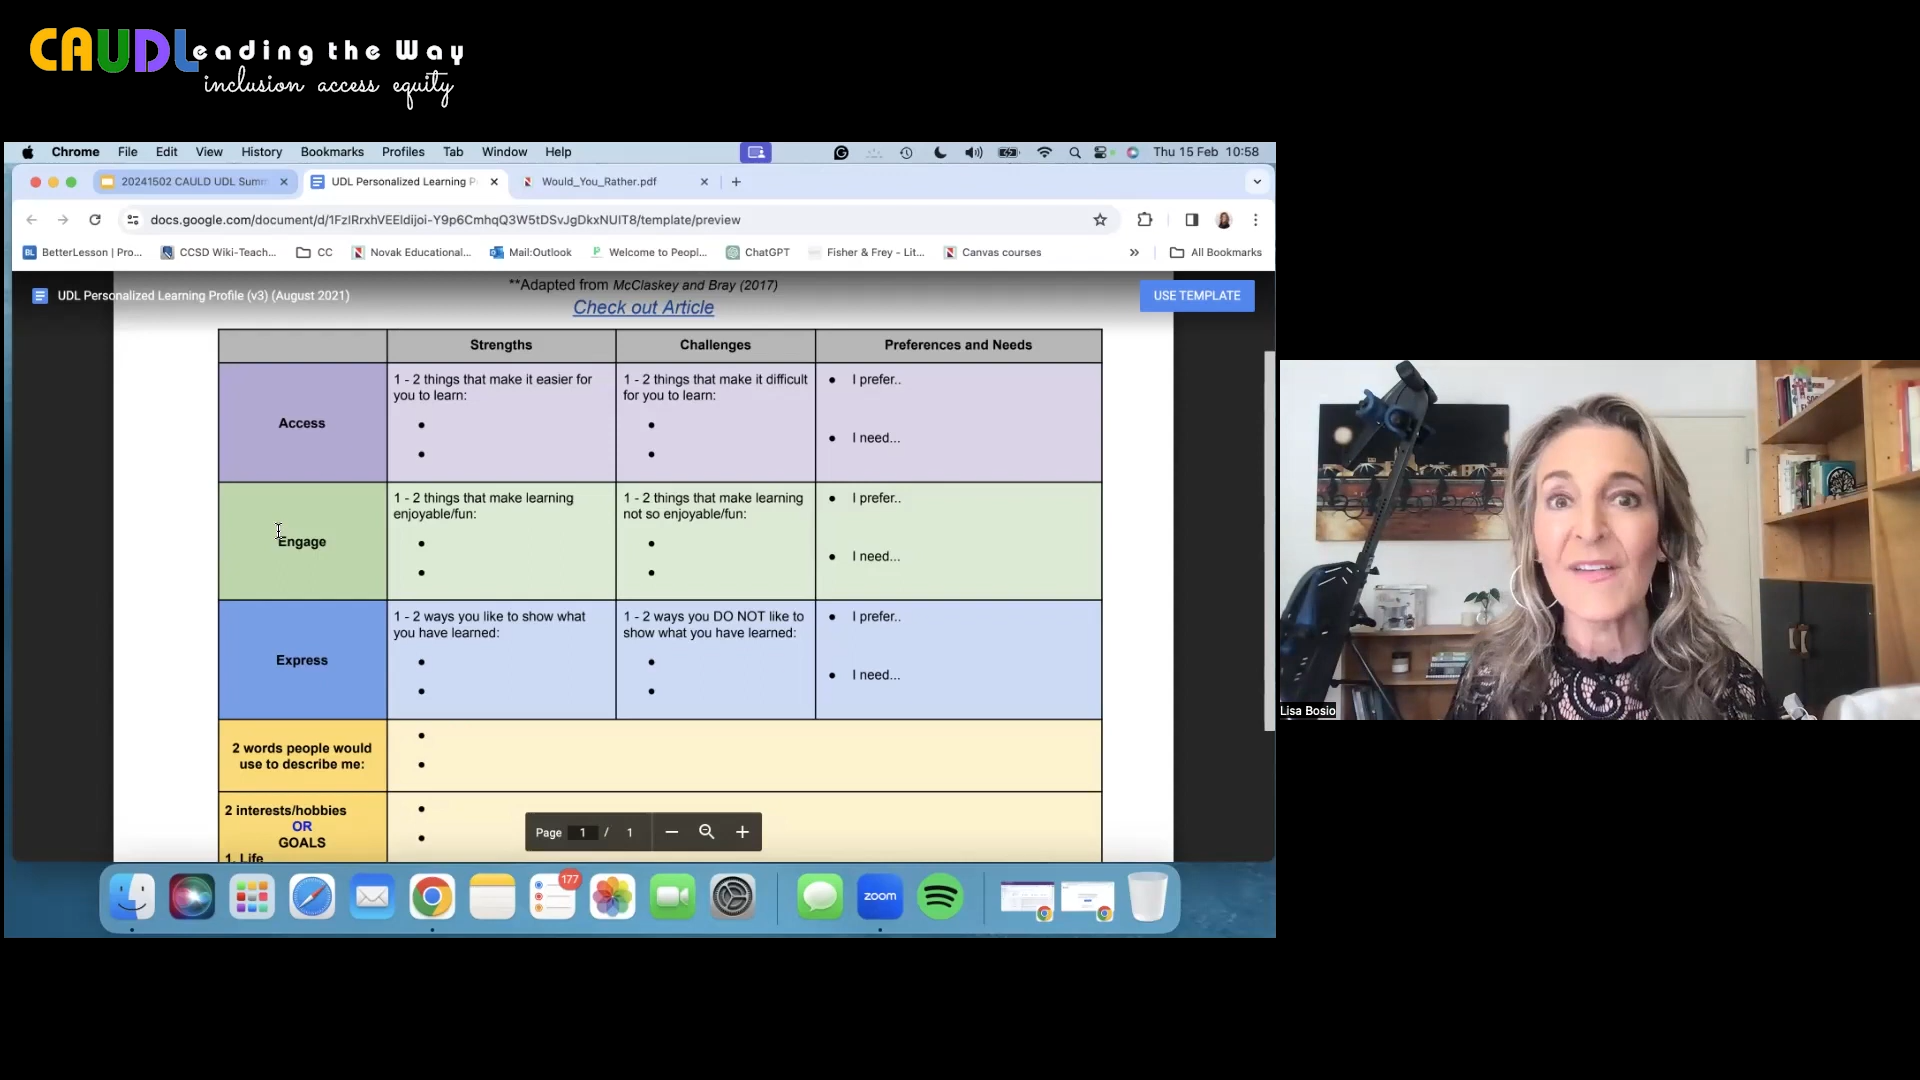 CAUDLeading the Way
inclusion access equity
Chrome File Edit View History Bookmarks Profiles Tab Window Help Thu 15 Feb 10:58
20241502 CAULD UDL Sum
UDL Personalized Learning P
Would_You_Rather.pdf
docs.google.com/document/d/1FzIRrxhVEEIdijoi-Y9p6CmhqQ3W5tDSvJgDkxNUIT8/template/preview
BL BetterLesson | Pro... CCSD Wiki-Teach... CC Novak Educational... Mail:Outlook Welcome to Peopl... ChatGPT Fisher & Frey - Lit... Canvas courses » All Bookmarks
**Adapted from McClaskey and Bray (2017)
UDL Personalized Learning Profile (v3) (August 2021)
USE TEMPLATE
Check out Article
Strengths Challenges Preferences and Needs
Access
1 - 2 things that make it easier for
you to learn:
1 - 2 things that make it difficult
for you to learn:
I prefer..
I need...
Engage
1 - 2 things that make learning
enjoyable/fun:
1 - 2 things that make learning
not so enjoyable/fun:
I prefer..
I need...
Express
1 - 2 ways you like to show what
you have learned:
1 - 2 ways you DO NOT like to
show what you have learned:
I prefer..
I need...
2 words people would
use to describe me:
2 interests/hobbies
OR
GOALS
1. Life
Page 1 / 1
177
zoom
Lisa Bosio